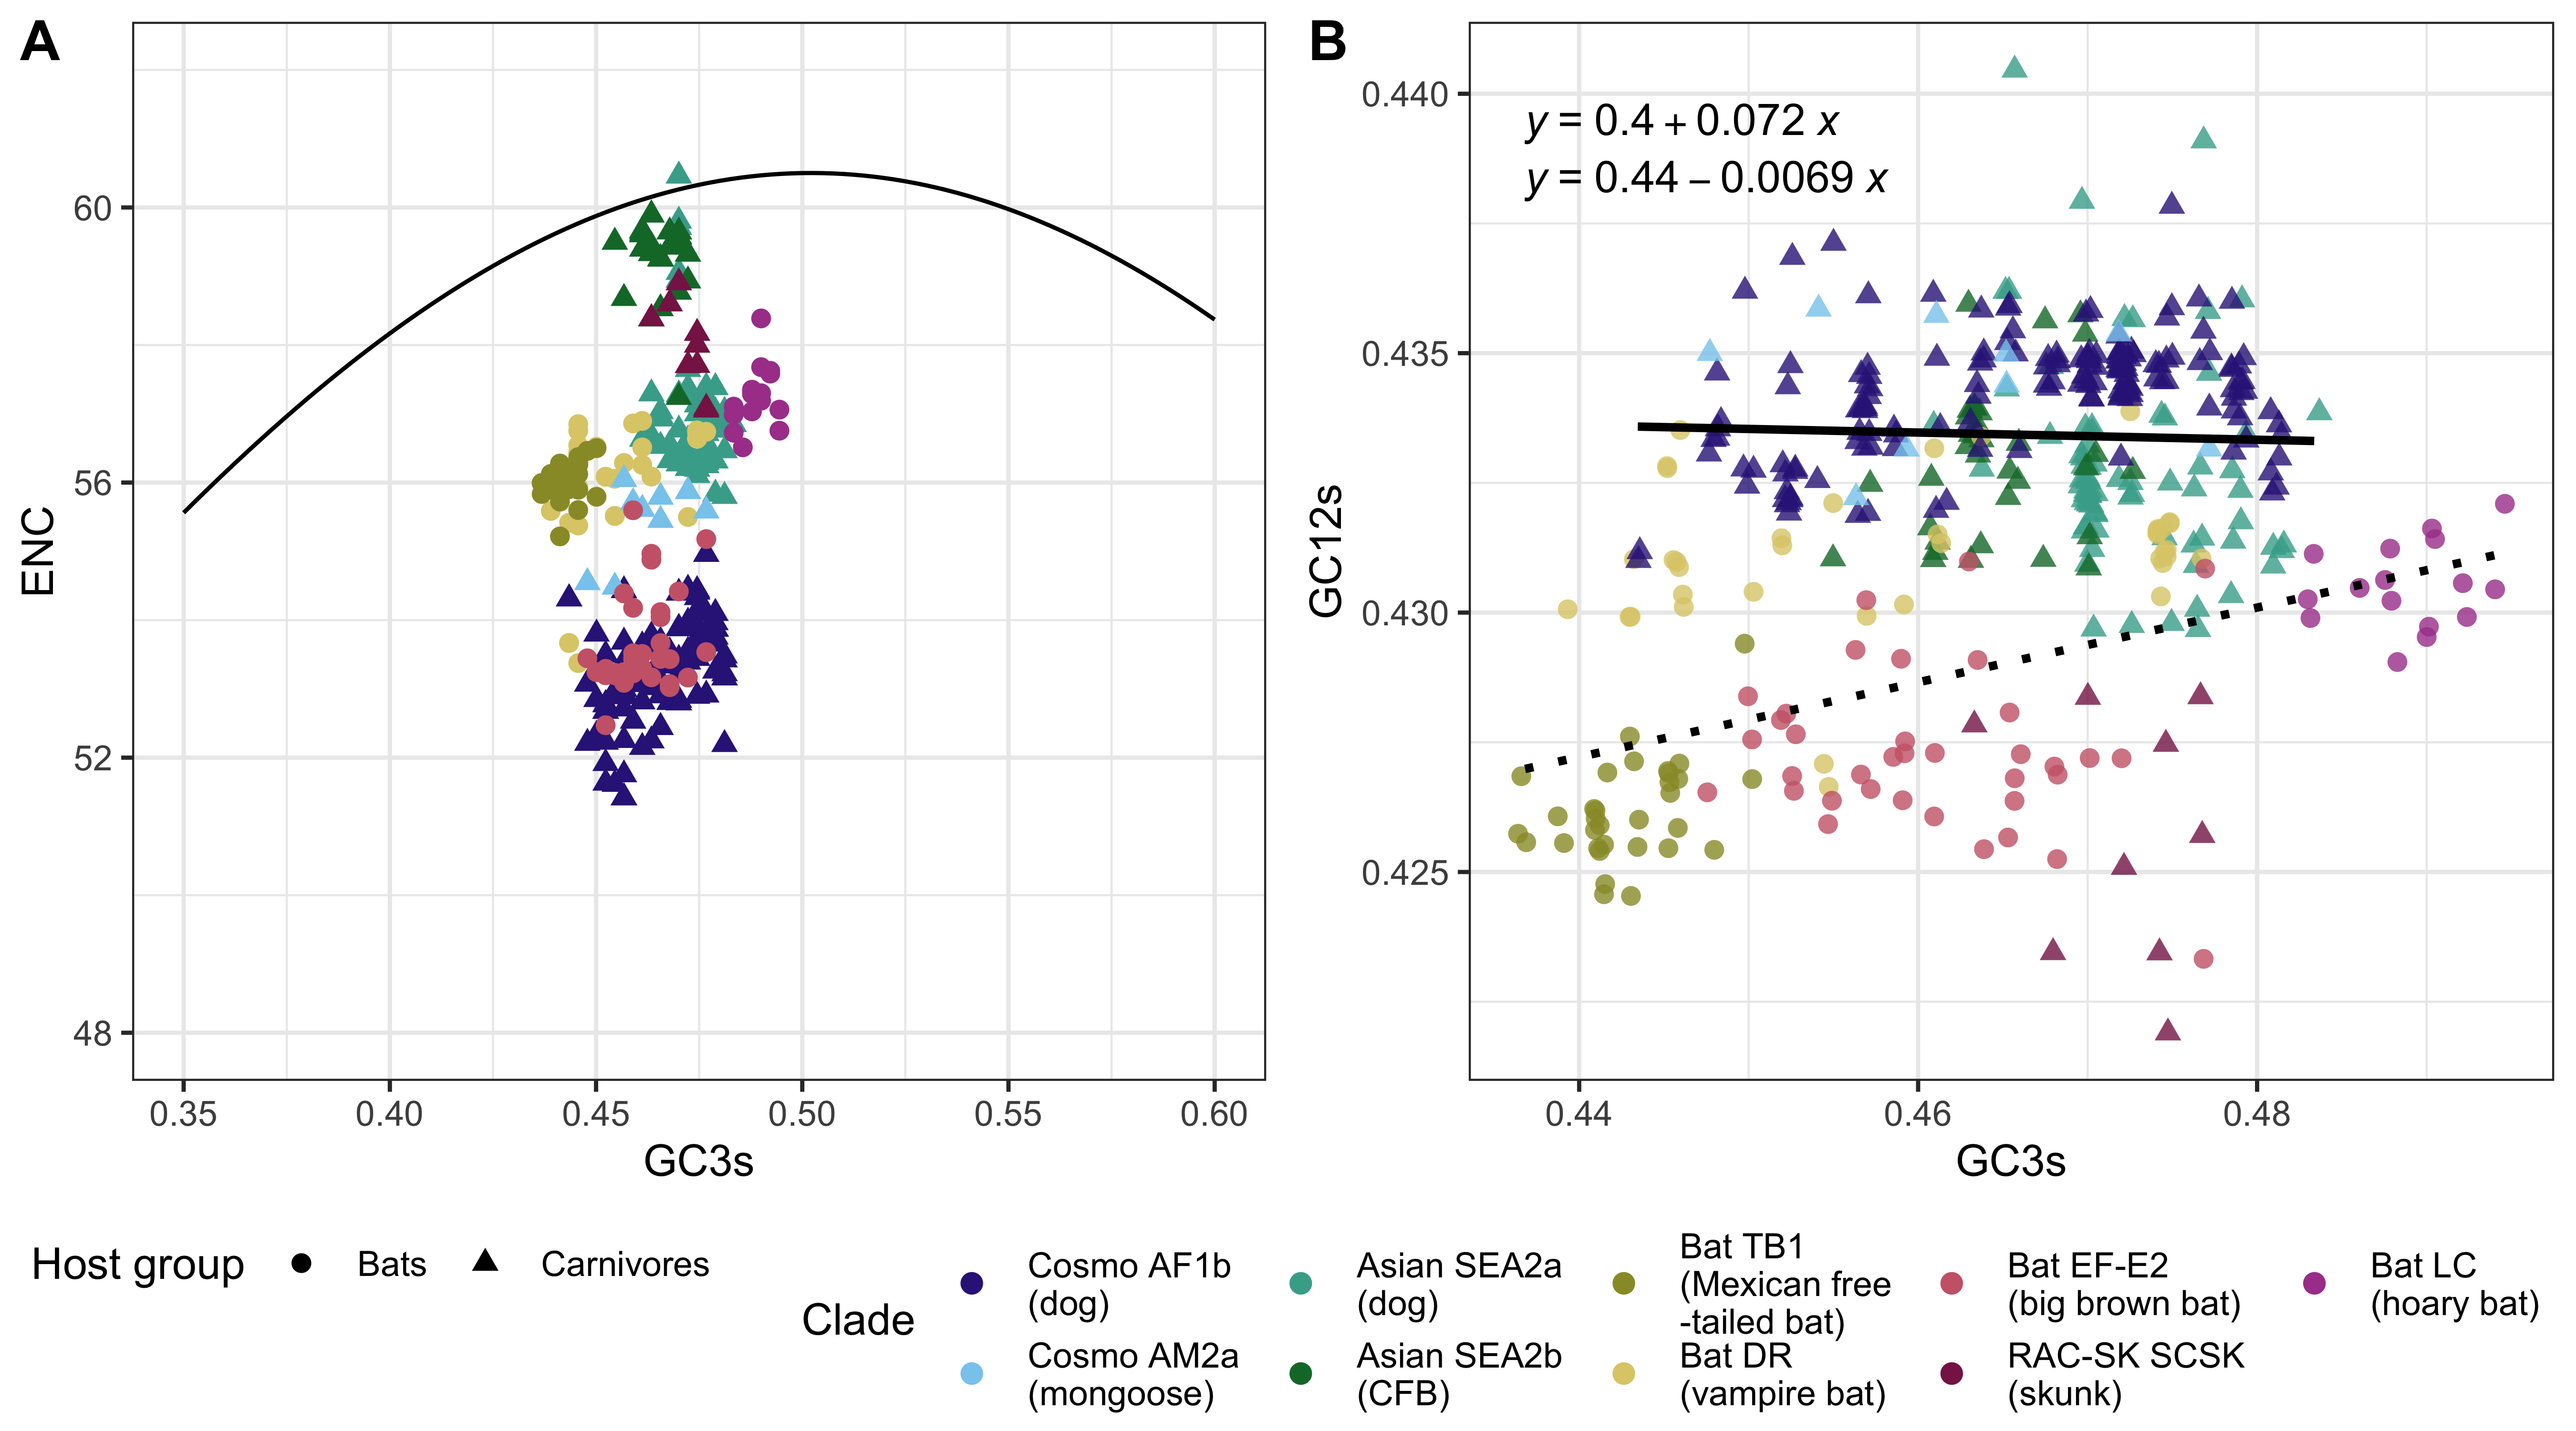 A
ENC
60
56
52
48
0.35 0.40 0.45 0.50 0.55 0.60
GC3s
B
GC12s
0.440
0.435
0.430
0.425
y = 0.4 + 0.072 x
y = 0.44 – 0.0069 x
0.44 0.46 0.48
GC3s
Host group Bats Carnivores
Clade
Cosmo AF1b
(dog)
Cosmo AM2a
(mongoose)
Asian SEA2a
(dog)
Asian SEA2b
(CFB)
Bat TB1
(Mexican free
-tailed bat)
Bat DR
(vampire bat)
Bat EF-E2
(big brown bat)
RAC-SK SCSK
(skunk)
Bat LC
(hoary bat)